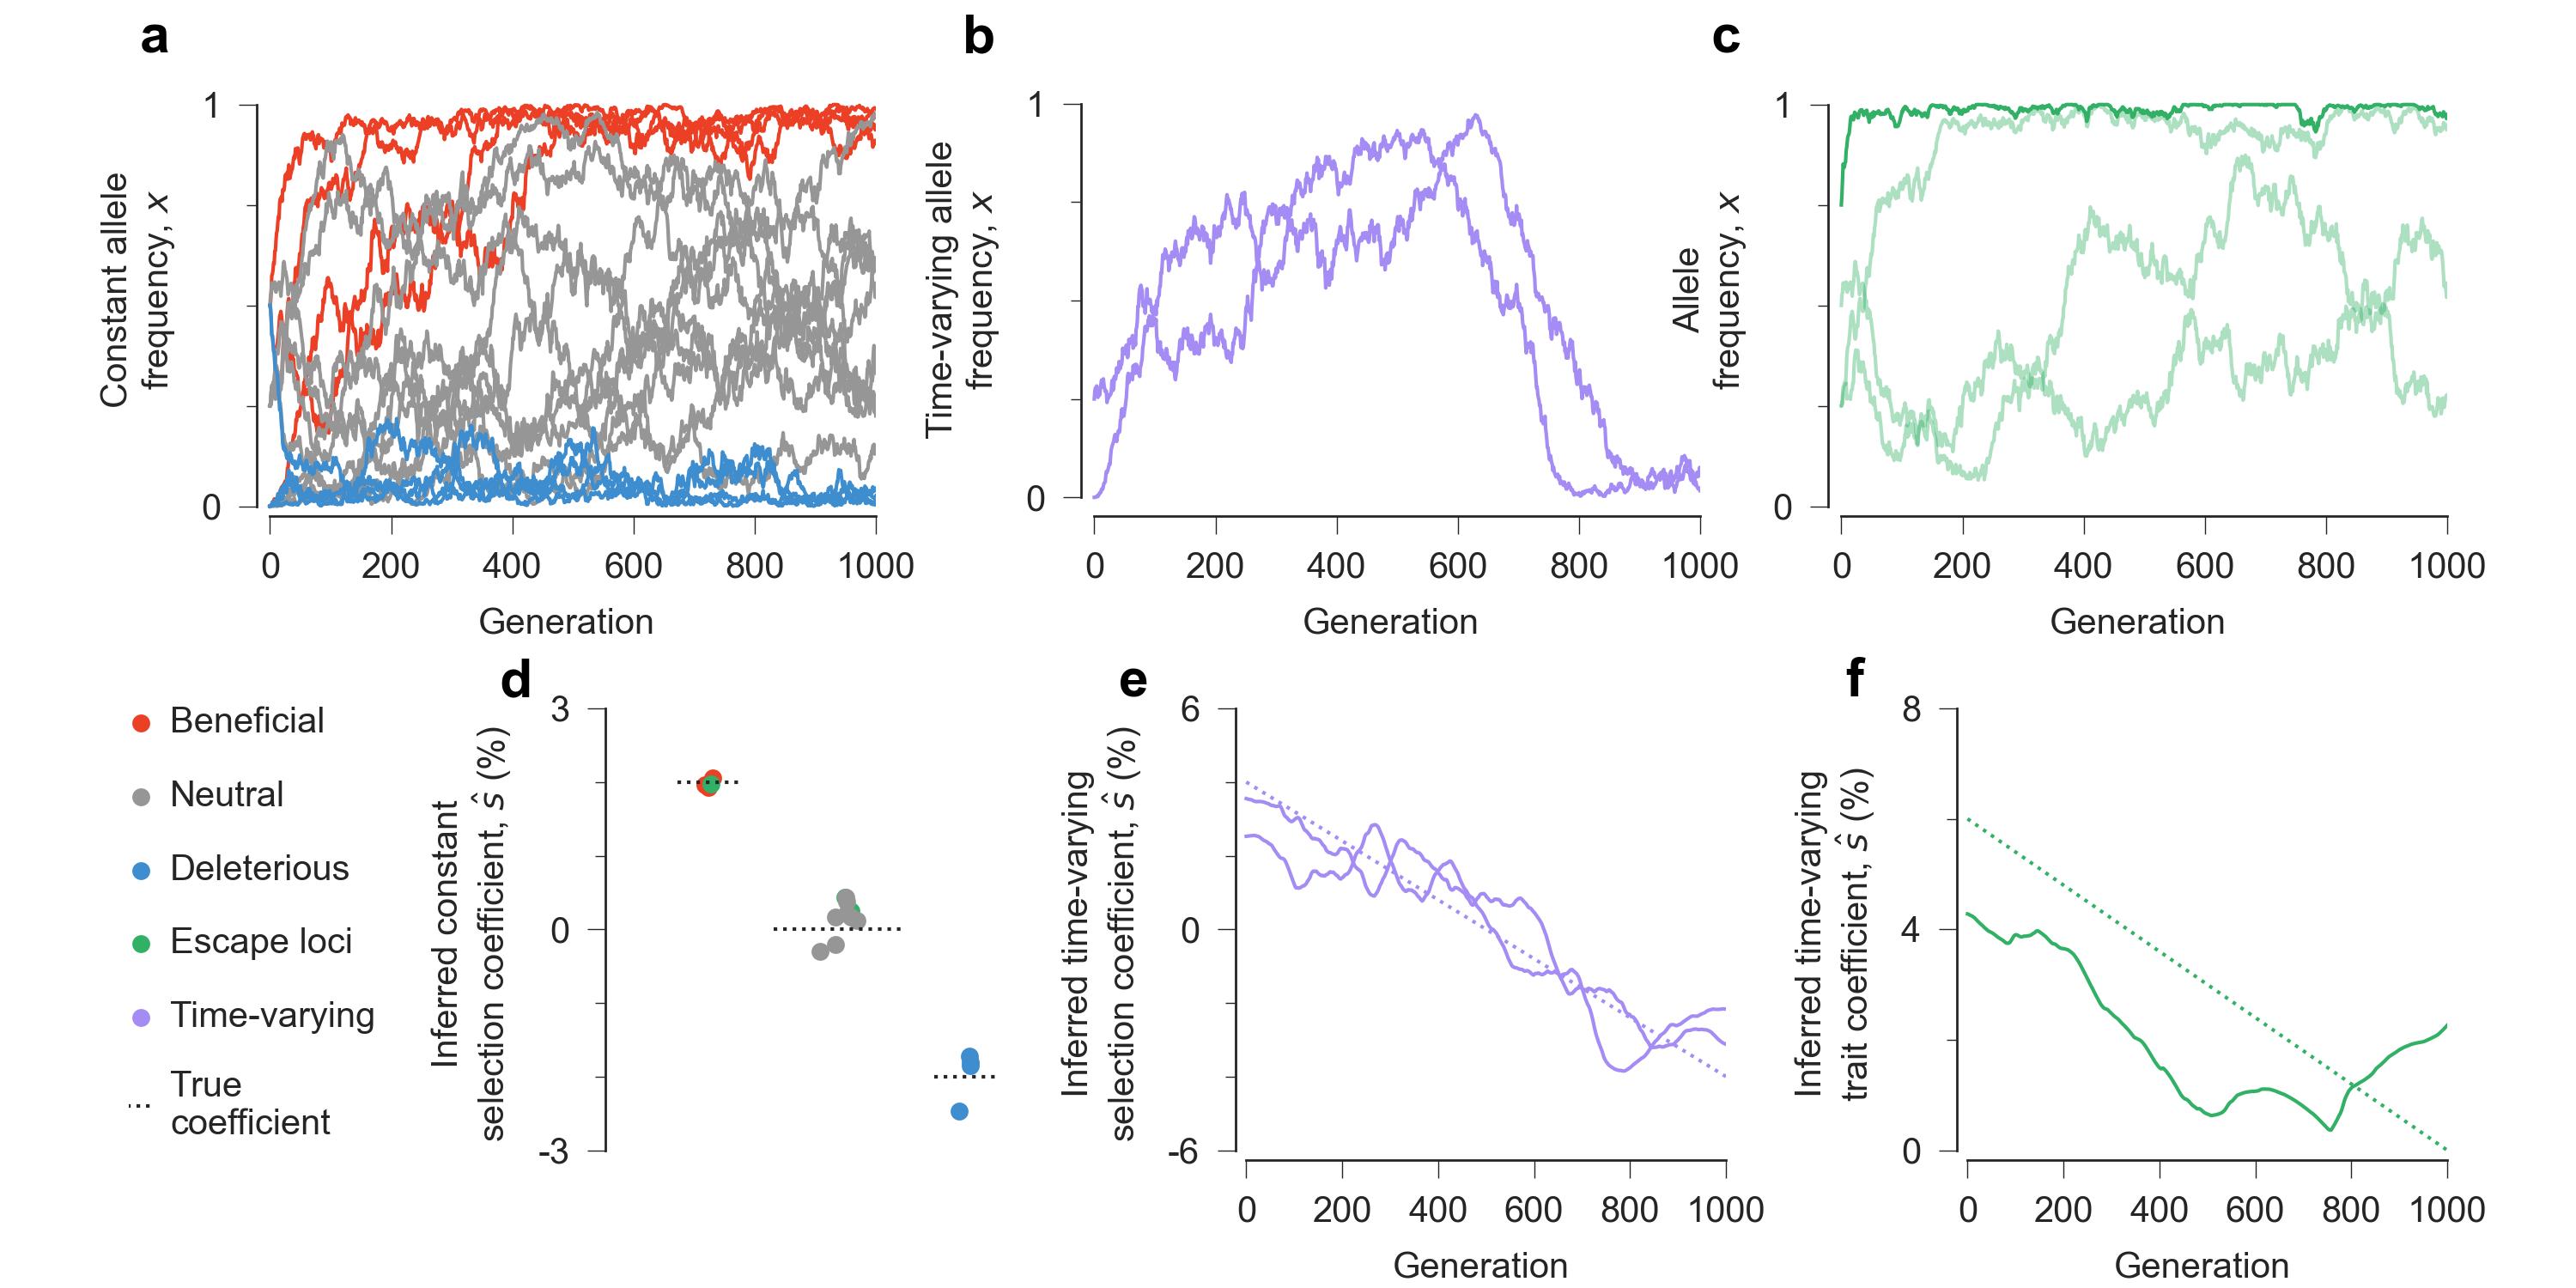 a
Constant allele
frequency, x
1
0
0 200 400 600 800 1000
Generation
b
Time-varying allele
frequency, x
1
0
0 200 400 600 800 1000
Generation
c
Allele
frequency, x
1
0
0 200 400 600 800 1000
Generation
Beneficial
Neutral
Deleterious
Escape loci
Time-varying
True
coefficient
d
Inferred constant
selection coefficient, ŝ (%)
3
0
-3
e
Inferred time-varying
selection coefficient, ŝ (%)
6
0
-6
0 200 400 600 800 1000
Generation
f
Inferred time-varying
trait coefficient, ŝ (%)
8
4
0
0 200 400 600 800 1000
Generation